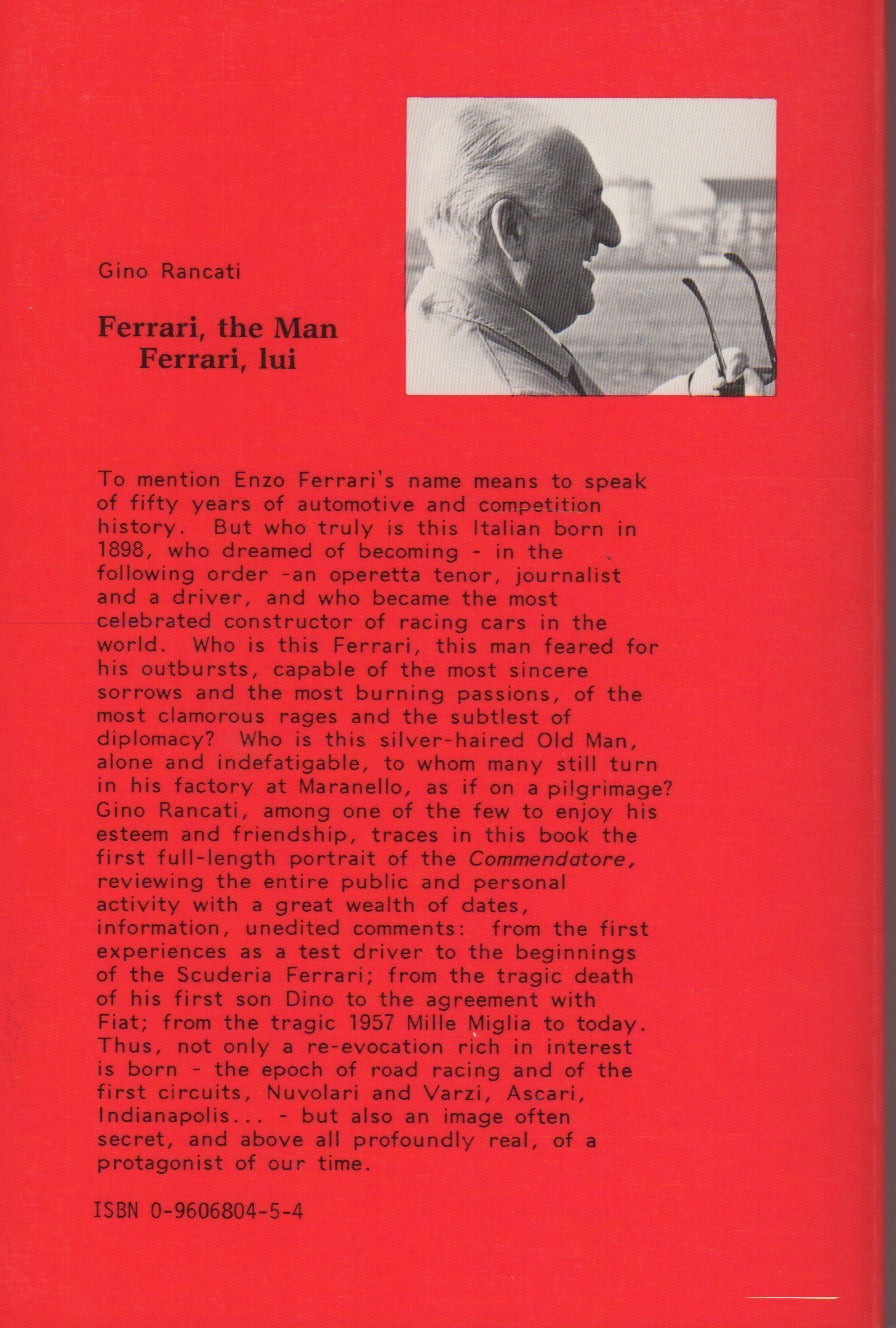 Gino Rancati
Ferrari, the Man
Ferrari, lui
To mention Enzo Ferrari's name means to speak
of fifty years of automotive and competition
history. But who truly is this Italian born in
1898, who dreamed of becoming - in the
following order -an operetta tenor, journalist
and a driver, and who became the most
celebrated constructor of racing cars in the
world. Who is this Ferrari, this man feared for
his outbursts, capable of the most sincere
sorrows and the most burning passions, of the
most clamorous rages and the subtlest of
diplomacy? Who is this silver-haired Old Man,
alone and indefatigable, to whom many still turn
in his factory at Maranello, as if on a pilgrimage?
Gino Rancati, among one of the few to enjoy his
esteem and friendship, traces in this book the
first full-length portrait of the Commendatore,
reviewing the entire public and personal
activity with a great wealth of dates,
information, unedited comments: from the first
experiences as a test driver to the beginnings
of the Scuderia Ferrari; from the tragic death
of his first son Dino to the agreement with
Fiat; from the tragic 1957 Mille Miglia to today.
Thus, not only a re-evocation rich in interest
is born - the epoch of road racing and of the
first circuits, Nuvolari and Varzi, Ascari,
Indianapolis... - but also an image often
secret, and above all profoundly real, of a
protagonist of our time.
ISBN 0-9606804-5-4